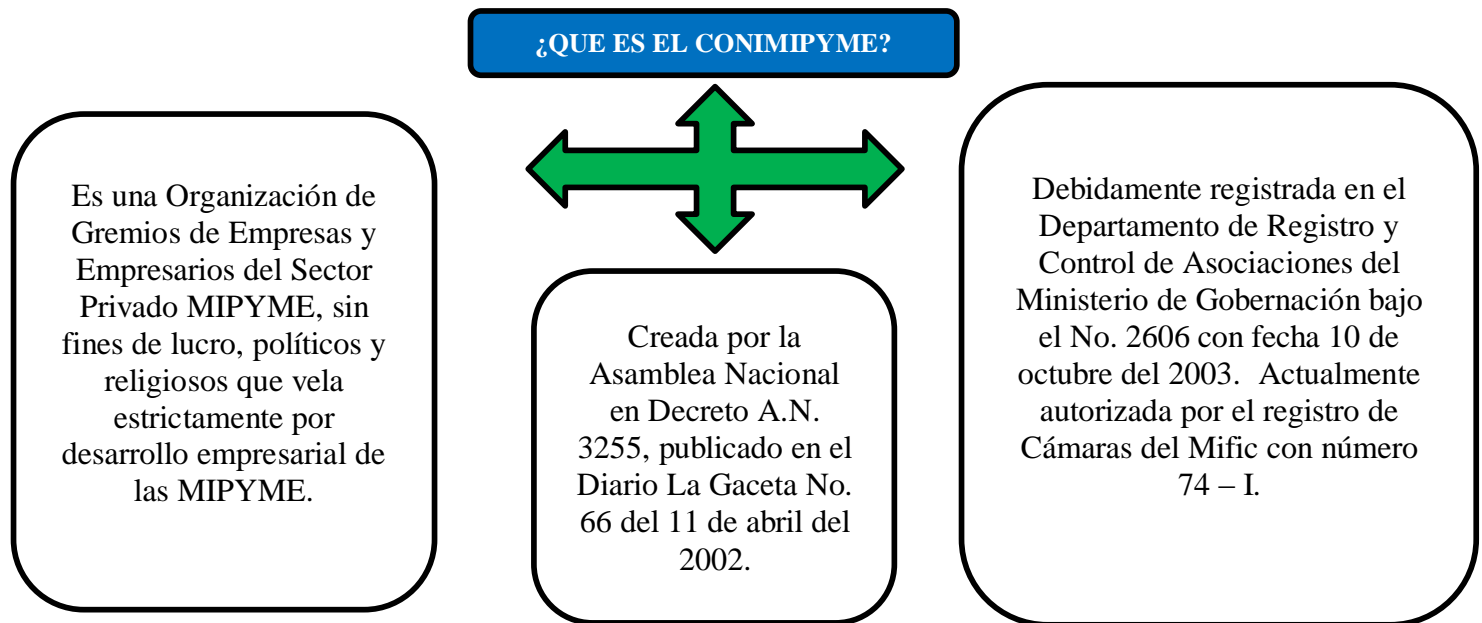 ¿QUE ES EL CONIMIPYME?
Es una Organización de
Gremios de Empresas y
Empresarios del Sector
Privado MIPYME, sin
fines de lucro, políticos y
religiosos que vela
estrictamente por
desarrollo empresarial de
las MIPYME.
Creada por la
Asamblea Nacional
en Decreto A.N.
3255, publicado en el
Diario La Gaceta No.
66 del 11 de abril del
2002.
Debidamente registrada en el
Departamento de Registro y
Control de Asociaciones del
Ministerio de Gobernación bajo
el No. 2606 con fecha 10 de
octubre del 2003.  Actualmente
autorizada por el registro de
Cámaras del Mific con número
74 – I.